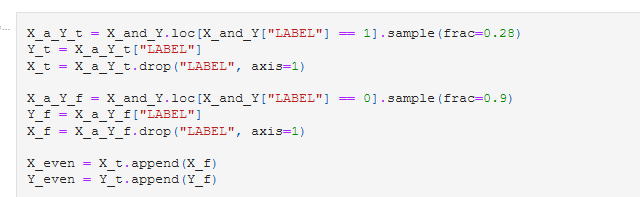 X_a_Y_t = X_and_Y.loc[X_and_Y["LABEL"] == 1].sample(frac=0.28)
Y_t = X_a_Y_t["LABEL"]
X_t = X_a_Y_t.drop("LABEL", axis=1)
X_a_Y_f = X_and_Y.loc[X_and_Y["LABEL"] == 0].sample(frac=0.9)
Y_f = X_a_Y_f["LABEL"]
X_f = X_a_Y_f.drop("LABEL", axis=1)
X_even = X_t.append(X_f)
Y_even = Y_t.append(Y_f)